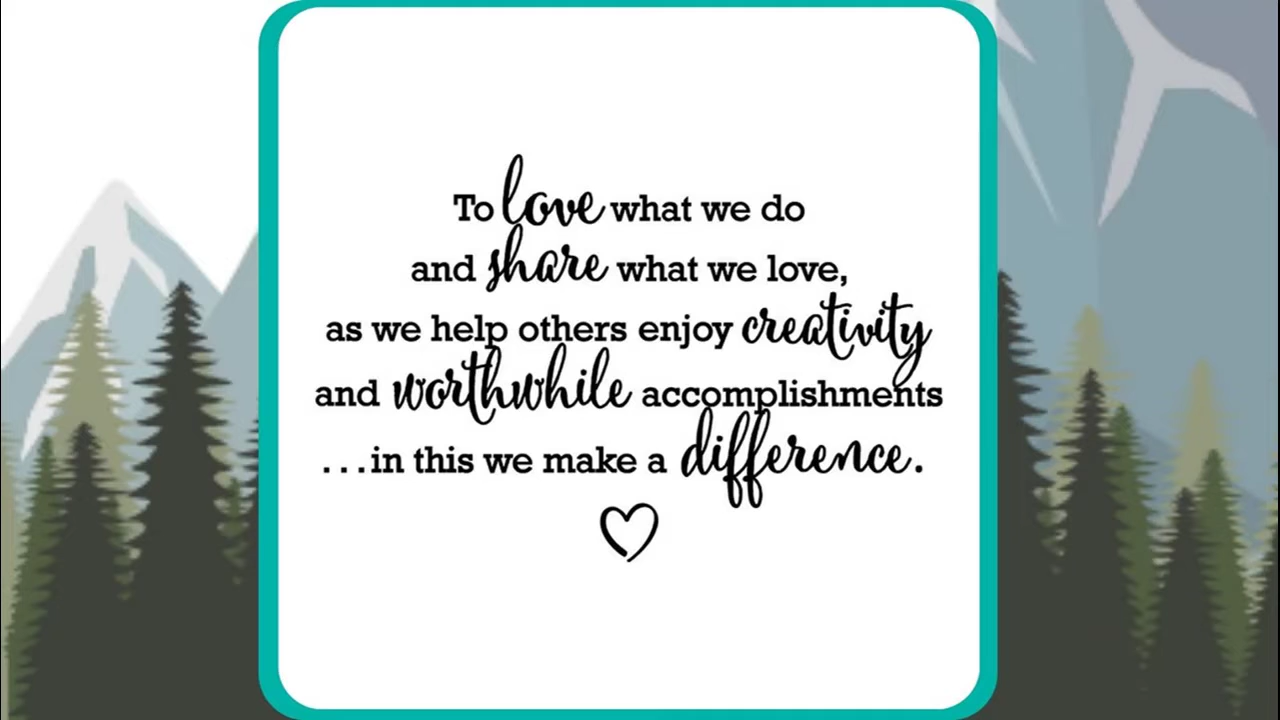 To love what we do
and share what we love,
as we help others enjoy creativity
and worthwhile accomplishments
...in this we make a difference.